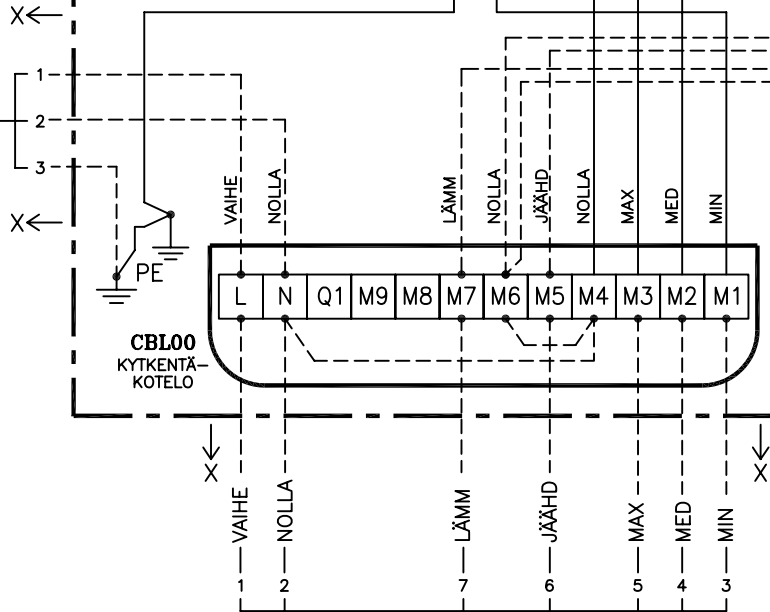 X
1
2
3
X
VAIHE
NOLLA
LÄMM
NOLLA
JÄÄHD
NOLLA
MAX
MED
MIN
PE
L N Q1 M9 M8 M7 M6 M5 M4 M3 M2 M1
CBL00
KYTKENTÄ-
KOTELO
X
X
VAIHE
NOLLA
LÄMM
JÄÄHD
MAX
MED
MIN
1 2 7 6 5 4 3